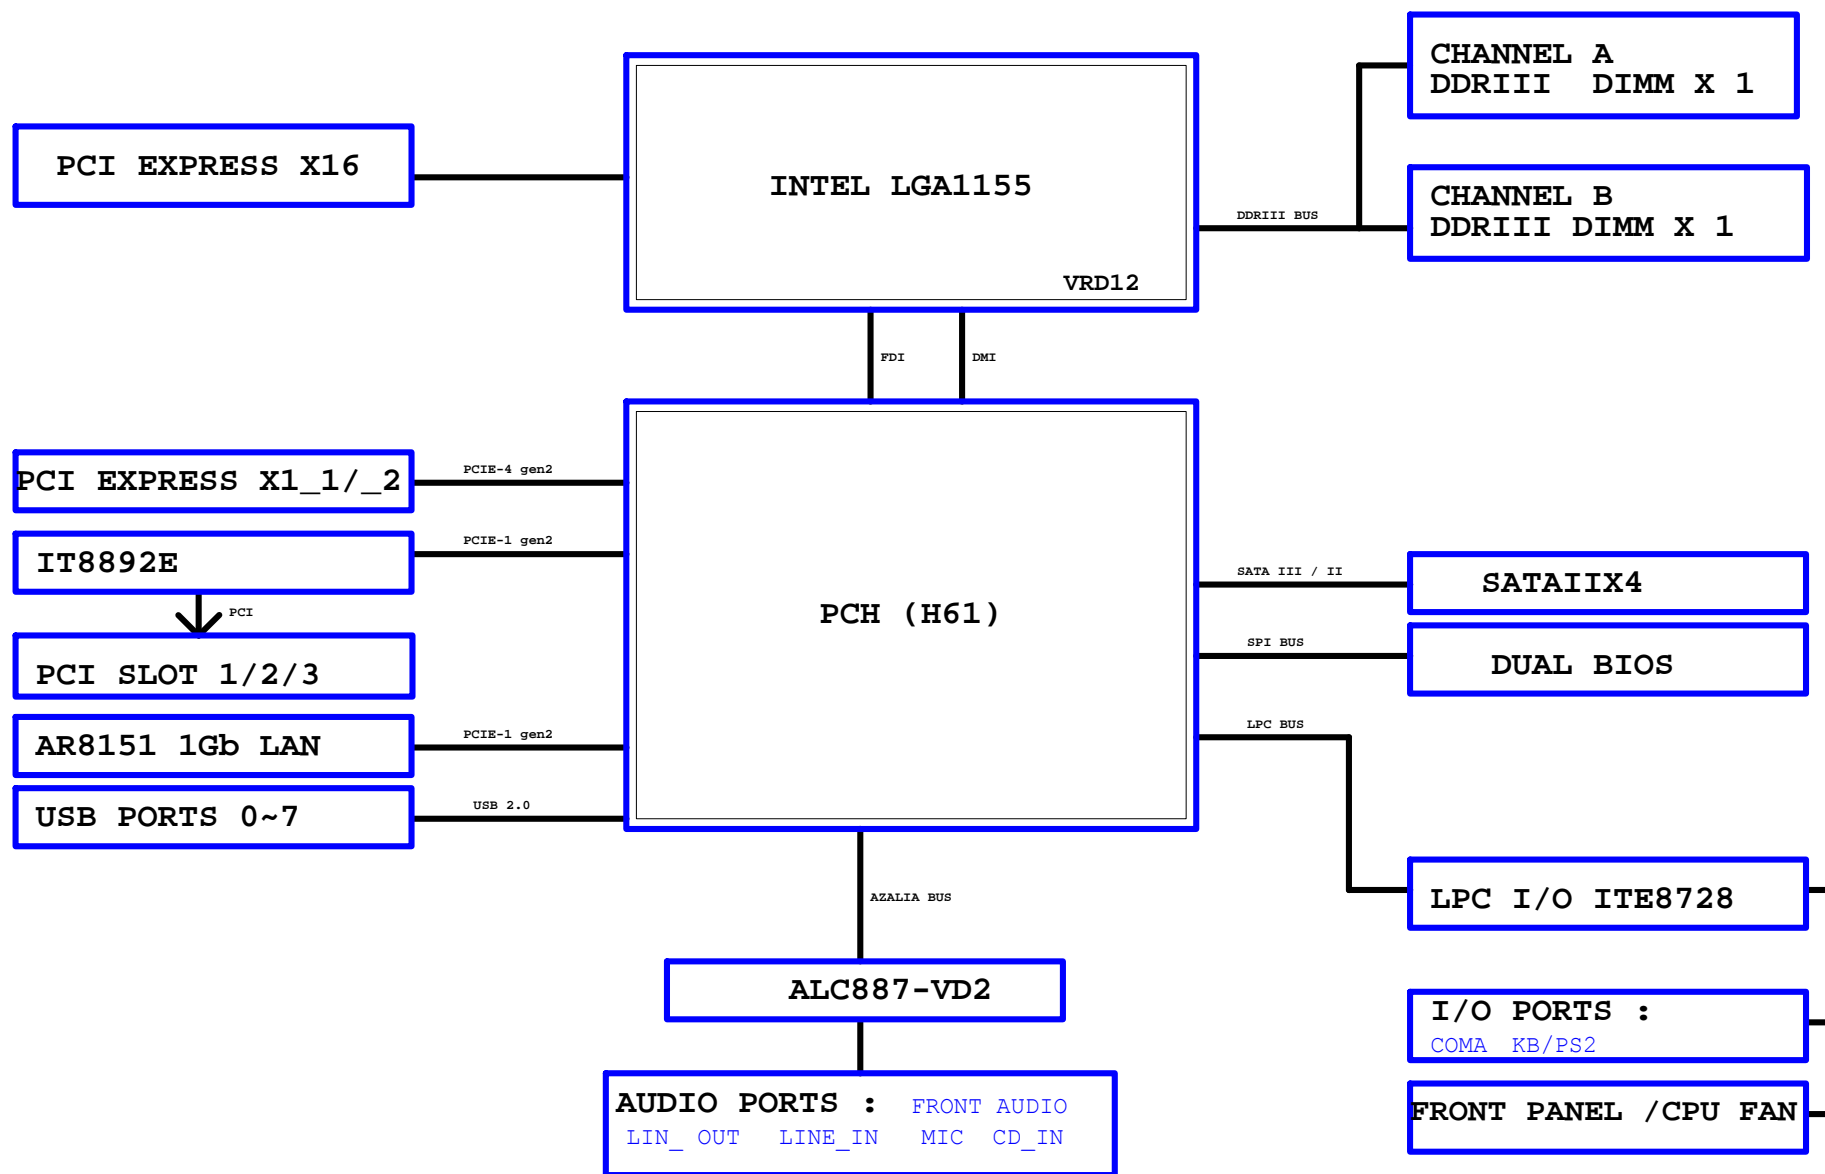 CHANNEL A
DDRIII DIMM X 1
PCI EXPRESS X16
INTEL LGA1155
VRD12
DDRIII BUS
CHANNEL B
DDRIII DIMM X 1
FDI
DMI
PCI EXPRESS X1_1/_2
PCIE-4 gen2
IT8892E
PCIE-1 gen2
PCI
PCI SLOT 1/2/3
AR8151 1Gb LAN
PCIE-1 gen2
USB PORTS 0~7
USB 2.0
PCH (H61)
SATA III / II
SATAIIX4
SPI BUS
DUAL BIOS
LPC BUS
LPC I/O ITE8728
AZALIA BUS
ALC887-VD2
I/O PORTS :
COMA KB/PS2
FRONT PANEL /CPU FAN
AUDIO PORTS : FRONT AUDIO
LIN_ OUT LINE_IN MIC CD_IN